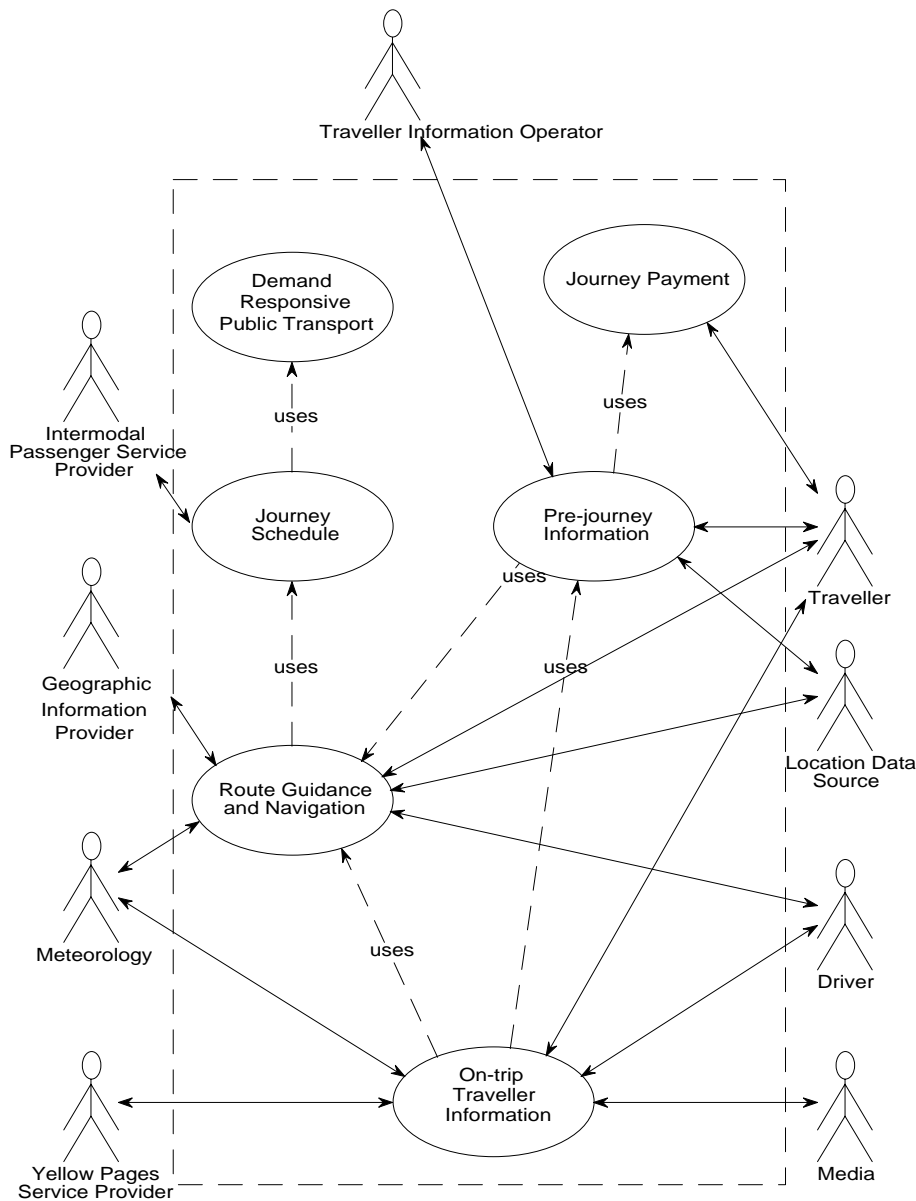 Traveller Information Operator
Demand
Responsive
Public Transport
Journey Payment
uses
uses
Intermodal
Passenger Service
Provider
Journey
Schedule
Pre-journey
Information
uses
Traveller
uses
uses
Geographic
Information
Provider
Location Data
Source
Route Guidance
and Navigation
Meteorology
uses
Driver
On-trip
Traveller
Information
Yellow Pages
Service Provider
Media